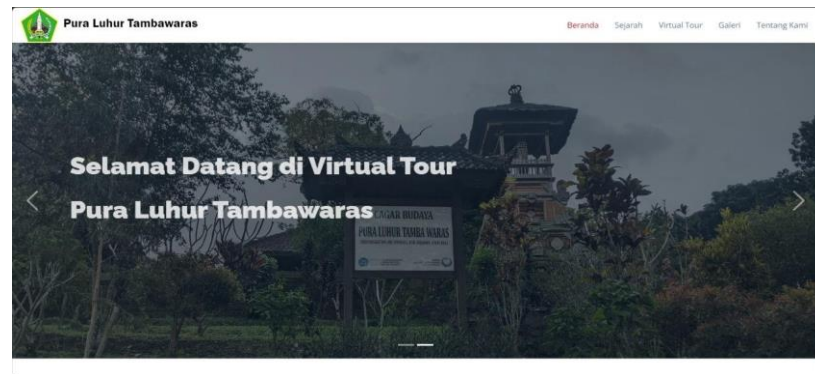 Pura Luhur Tambawaras
Beranda Sejarah Virtual Tour Galeri Tentang Kami
Selamat Datang di Virtual Tour
Pura Luhur Tambawaras
CAGAR BUDAYA
PURA LUHUR TAMBA WARAS